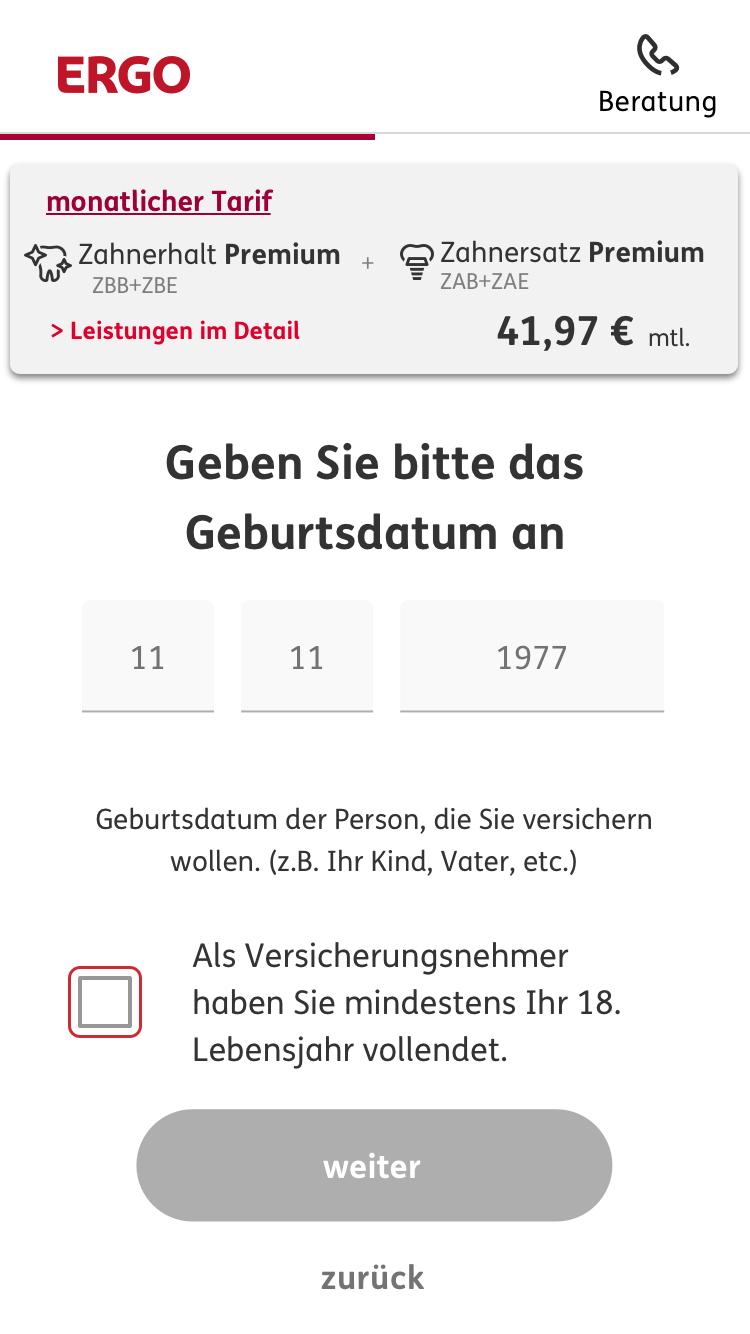 ERGO
Beratung
monatlicher Tarif
Zahnerhalt Premium + Zahnersatz Premium
ZBB+ZBE ZAB+ZAE
> Leistungen im Detail 41,97 € mtl.
Geben Sie bitte das
Geburtsdatum an
11 11 1977
Geburtsdatum der Person, die Sie versichern
wollen. (z.B. Ihr Kind, Vater, etc.)
Als Versicherungsnehmer
haben Sie mindestens Ihr 18.
Lebensjahr vollendet.
weiter
zurück